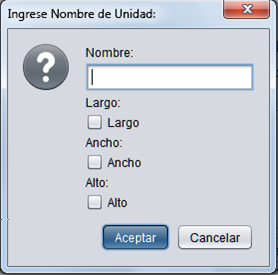 Ingrese Nombre de Unidad:
Nombre:
Largo:
Largo
Ancho:
Ancho
Alto:
Alto
Aceptar Cancelar